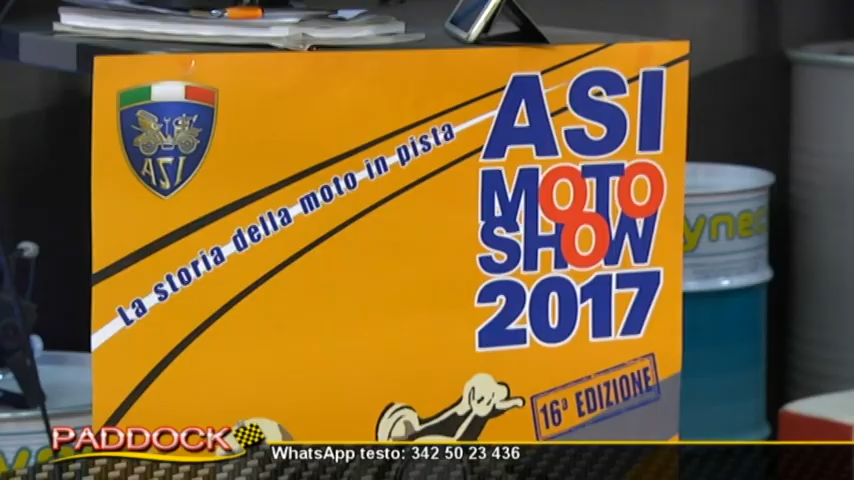 ASI
La storia della moto in pista
ASI
MOTO
SHOW
2017
16ª EDIZIONE
PADDOCK
WhatsApp testo: 342 50 23 436